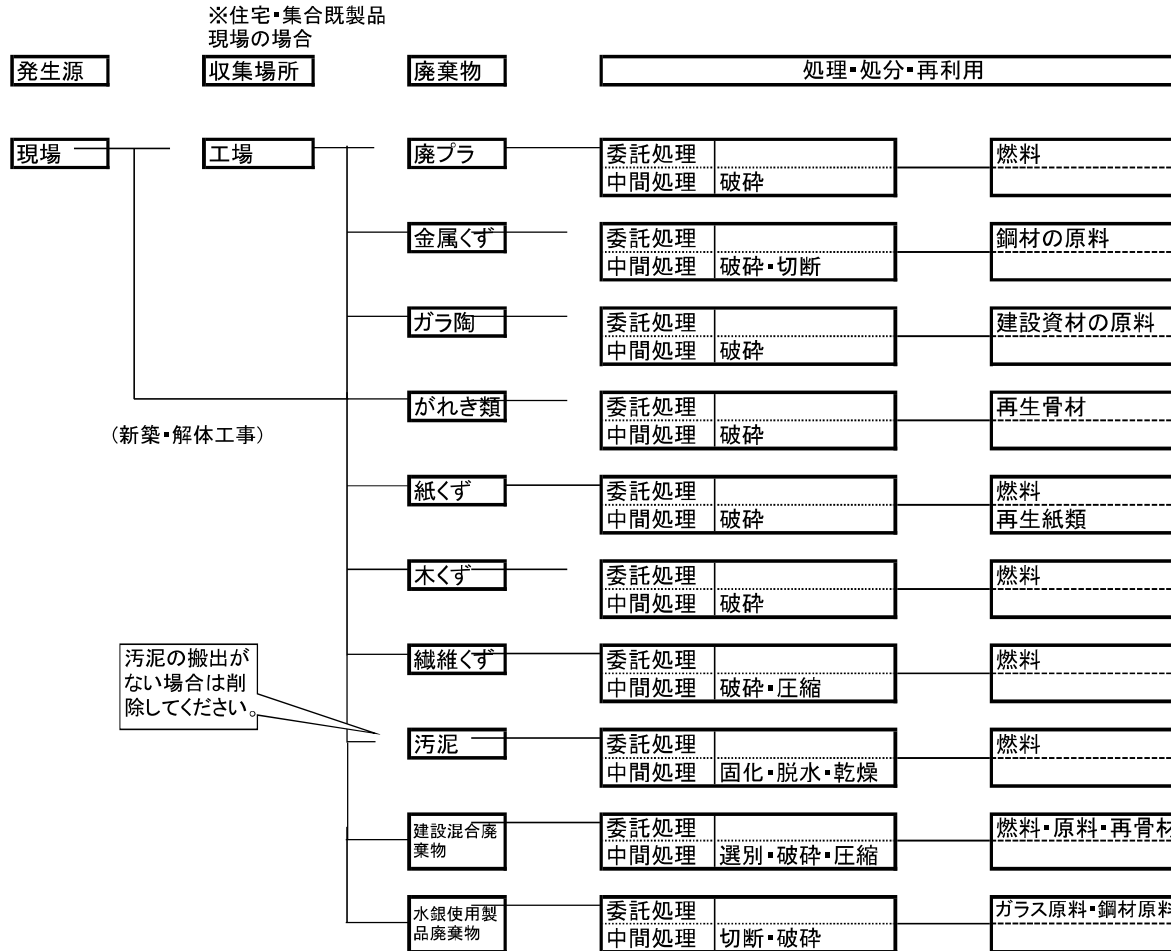 ※住宅・集合既製品
現場の場合
発生源
収集場所
廃棄物
処理・処分・再利用
現場
工場
廃プラ
委託処理
中間処理 破砕
燃料
金属くず
委託処理
中間処理 破砕・切断
鋼材の原料
ガラ陶
委託処理
中間処理 破砕
建設資材の原料
がれき類
委託処理
中間処理 破砕
再生骨材
(新築・解体工事)
紙くず
委託処理
中間処理 破砕
燃料
再生紙類
木くず
委託処理
中間処理 破砕
燃料
繊維くず
委託処理
中間処理 破砕・圧縮
燃料
汚泥の搬出が
ない場合は削
除してください。
汚泥
委託処理
中間処理 固化・脱水・乾燥
燃料
建設混合廃
棄物
委託処理
中間処理 選別・破砕・圧縮
燃料・原料・再骨材
水銀使用製
品廃棄物
委託処理
中間処理 切断・破砕
ガラス原料・鋼材原料